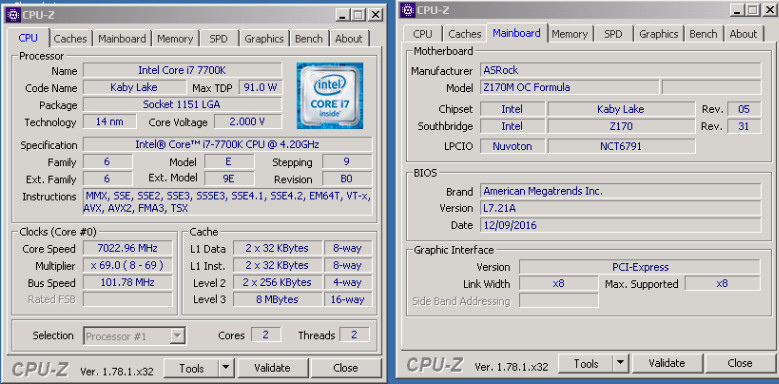 CPU-Z
CPU Caches Mainboard Memory SPD Graphics Bench About
Processor
Name Intel Core i7 7700K
Code Name Kaby Lake Max TDP 91.0 W
Package Socket 1151 LGA
Technology 14 nm Core Voltage 2.000 V
intel
CORE i7
inside™
Specification Intel® Core™ i7-7700K CPU @ 4.20GHz
Family 6 Model E Stepping 9
Ext. Family 6 Ext. Model 9E Revision B0
Instructions MMX, SSE, SSE2, SSE3, SSSE3, SSE4.1, SSE4.2, EM64T, VT-x,
AVX, AVX2, FMA3, TSX
Clocks (Core #0)
Core Speed 7022.96 MHz
Multiplier x 69.0 ( 8 - 69 )
Bus Speed 101.78 MHz
Rated FSB
Cache
L1 Data 2 x 32 KBytes 8-way
L1 Inst. 2 x 32 KBytes 8-way
Level 2 2 x 256 KBytes 4-way
Level 3 8 MBytes 16-way
Selection Processor #1 Cores 2 Threads 2
CPU-Z Ver. 1.78.1.x32 Tools Validate Close
CPU-Z
CPU Caches Mainboard Memory SPD Graphics Bench About
Motherboard
Manufacturer ASRock
Model Z170M OC Formula
Chipset Intel Kaby Lake Rev. 05
Southbridge Intel Z170 Rev. 31
LPCIO Nuvoton NCT6791
BIOS
Brand American Megatrends Inc.
Version L7.21A
Date 12/09/2016
Graphic Interface
Version PCI-Express
Link Width x8 Max. Supported x8
Side Band Addressing
CPU-Z Ver. 1.78.1.x32 Tools Validate Close